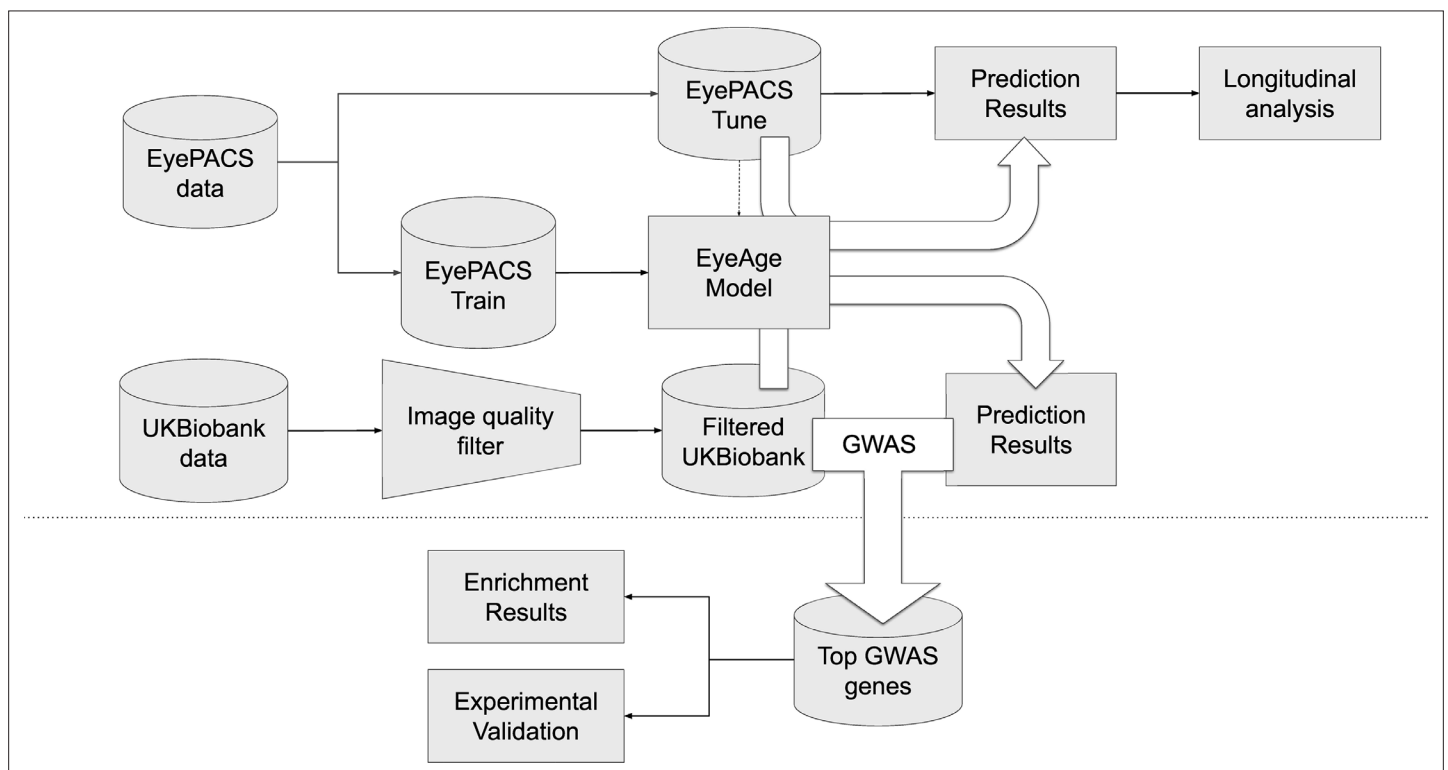 EyePACS
Tune
Prediction
Results
Longitudinal
analysis
EyePACS
data
EyePACS
Train
EyeAge
Model
UKBiobank
data
Image quality
filter
Filtered
UKBiobank
GWAS
Prediction
Results
Enrichment
Results
Top GWAS
genes
Experimental
Validation